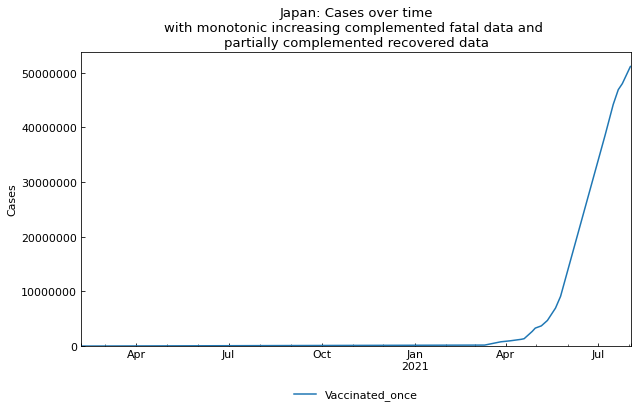 Japan: Cases over time
with monotonic increasing complemented fatal data and
partially complemented recovered data
50000000
40000000
30000000
20000000
10000000
0
Cases
Apr Jul Oct Jan Apr Jul
2021
Vaccinated_once